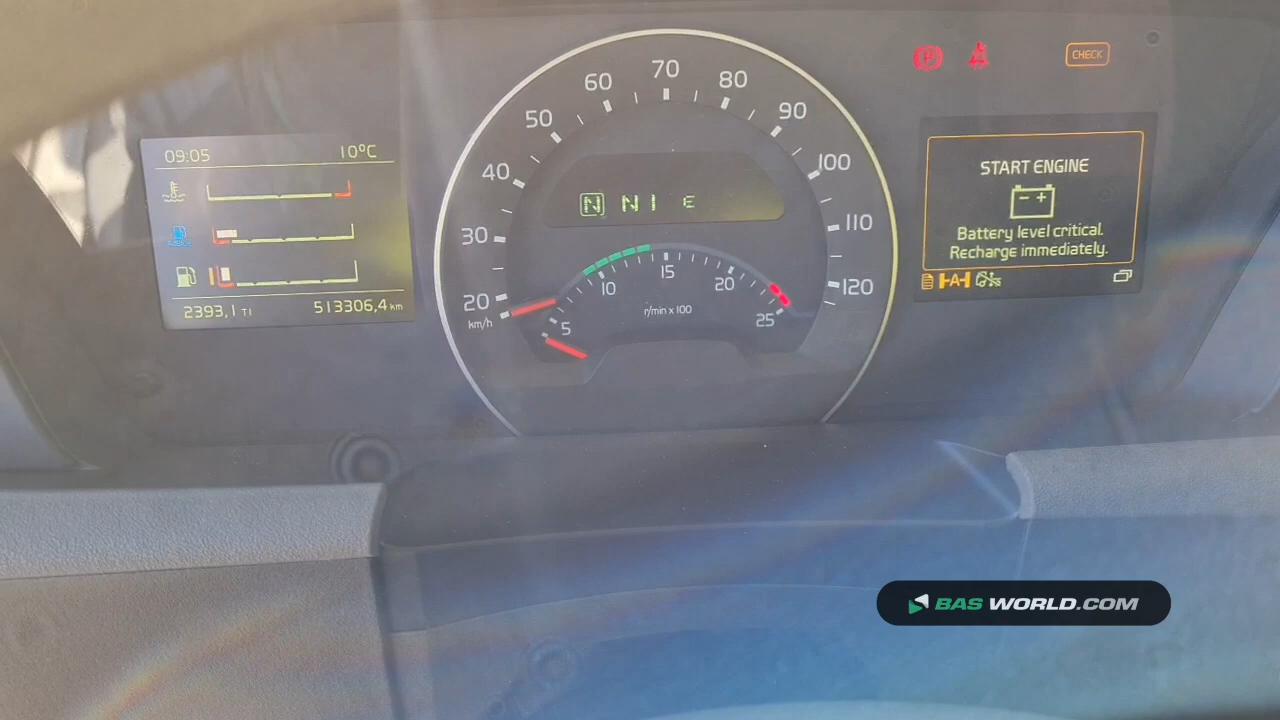 09:05 10°C
2393,1 T1
513306,4 km
20
30
40
50
60
70
80
90
100
110
120
km/h
N N 1 E
5
10
15
20
25
r/min x 100
P
CHECK
START ENGINE
- +
Battery level critical.
Recharge immediately.
A
BAS WORLD.COM